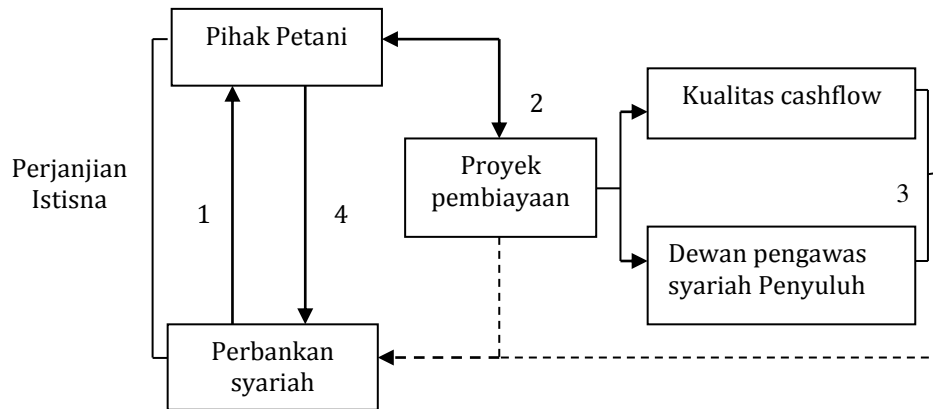 Pihak Petani
2
Kualitas cashflow
Perjanjian
Istisna
1
4
Proyek
pembiayaan
3
Dewan pengawas
syariah Penyuluh
Perbankan
syariah